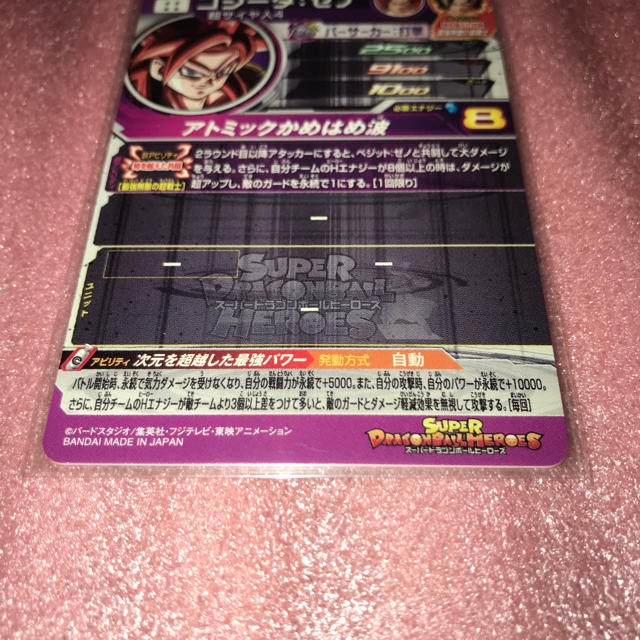 ゴジータ：ゼノ
超サイヤ人4
バーサーカー：打撃
2500
3100
1000
必要エナジー
8
アトミックかめはめ波
CAアビリティ
時を超えた共闘
[最強無敵の超戦士]
2ラウンド目以降アタッカーにすると、ベジット：ゼノと共闘して大ダメージ
を与える。さらに、自分チームのHエナジーが8個以上の時は、ダメージが
超アップし、敵のガードを永続で1にする。[1回限り]
SUPER
DRAGONBALL
HEROES
スーパードラゴンボールヒーローズ
アビリティ 次元を超越した最強パワー 発動方式 自動
バトル開始時、永続で気力ダメージを受けなくなり、自分の戦闘力が永続で+5000。また、自分の攻撃時、自分のパワーが永続で+10000。
さらに、自分チームのHエナジーが敵チームより3個以上差をつけて多いと、敵のガードとダメージ軽減効果を無視して攻撃する。[毎回]
©バードスタジオ/集英社・フジテレビ・東映アニメーション
BANDAI MADE IN JAPAN
SUPER
DRAGONBALL HEROES
スーパードラゴンボールヒーローズ